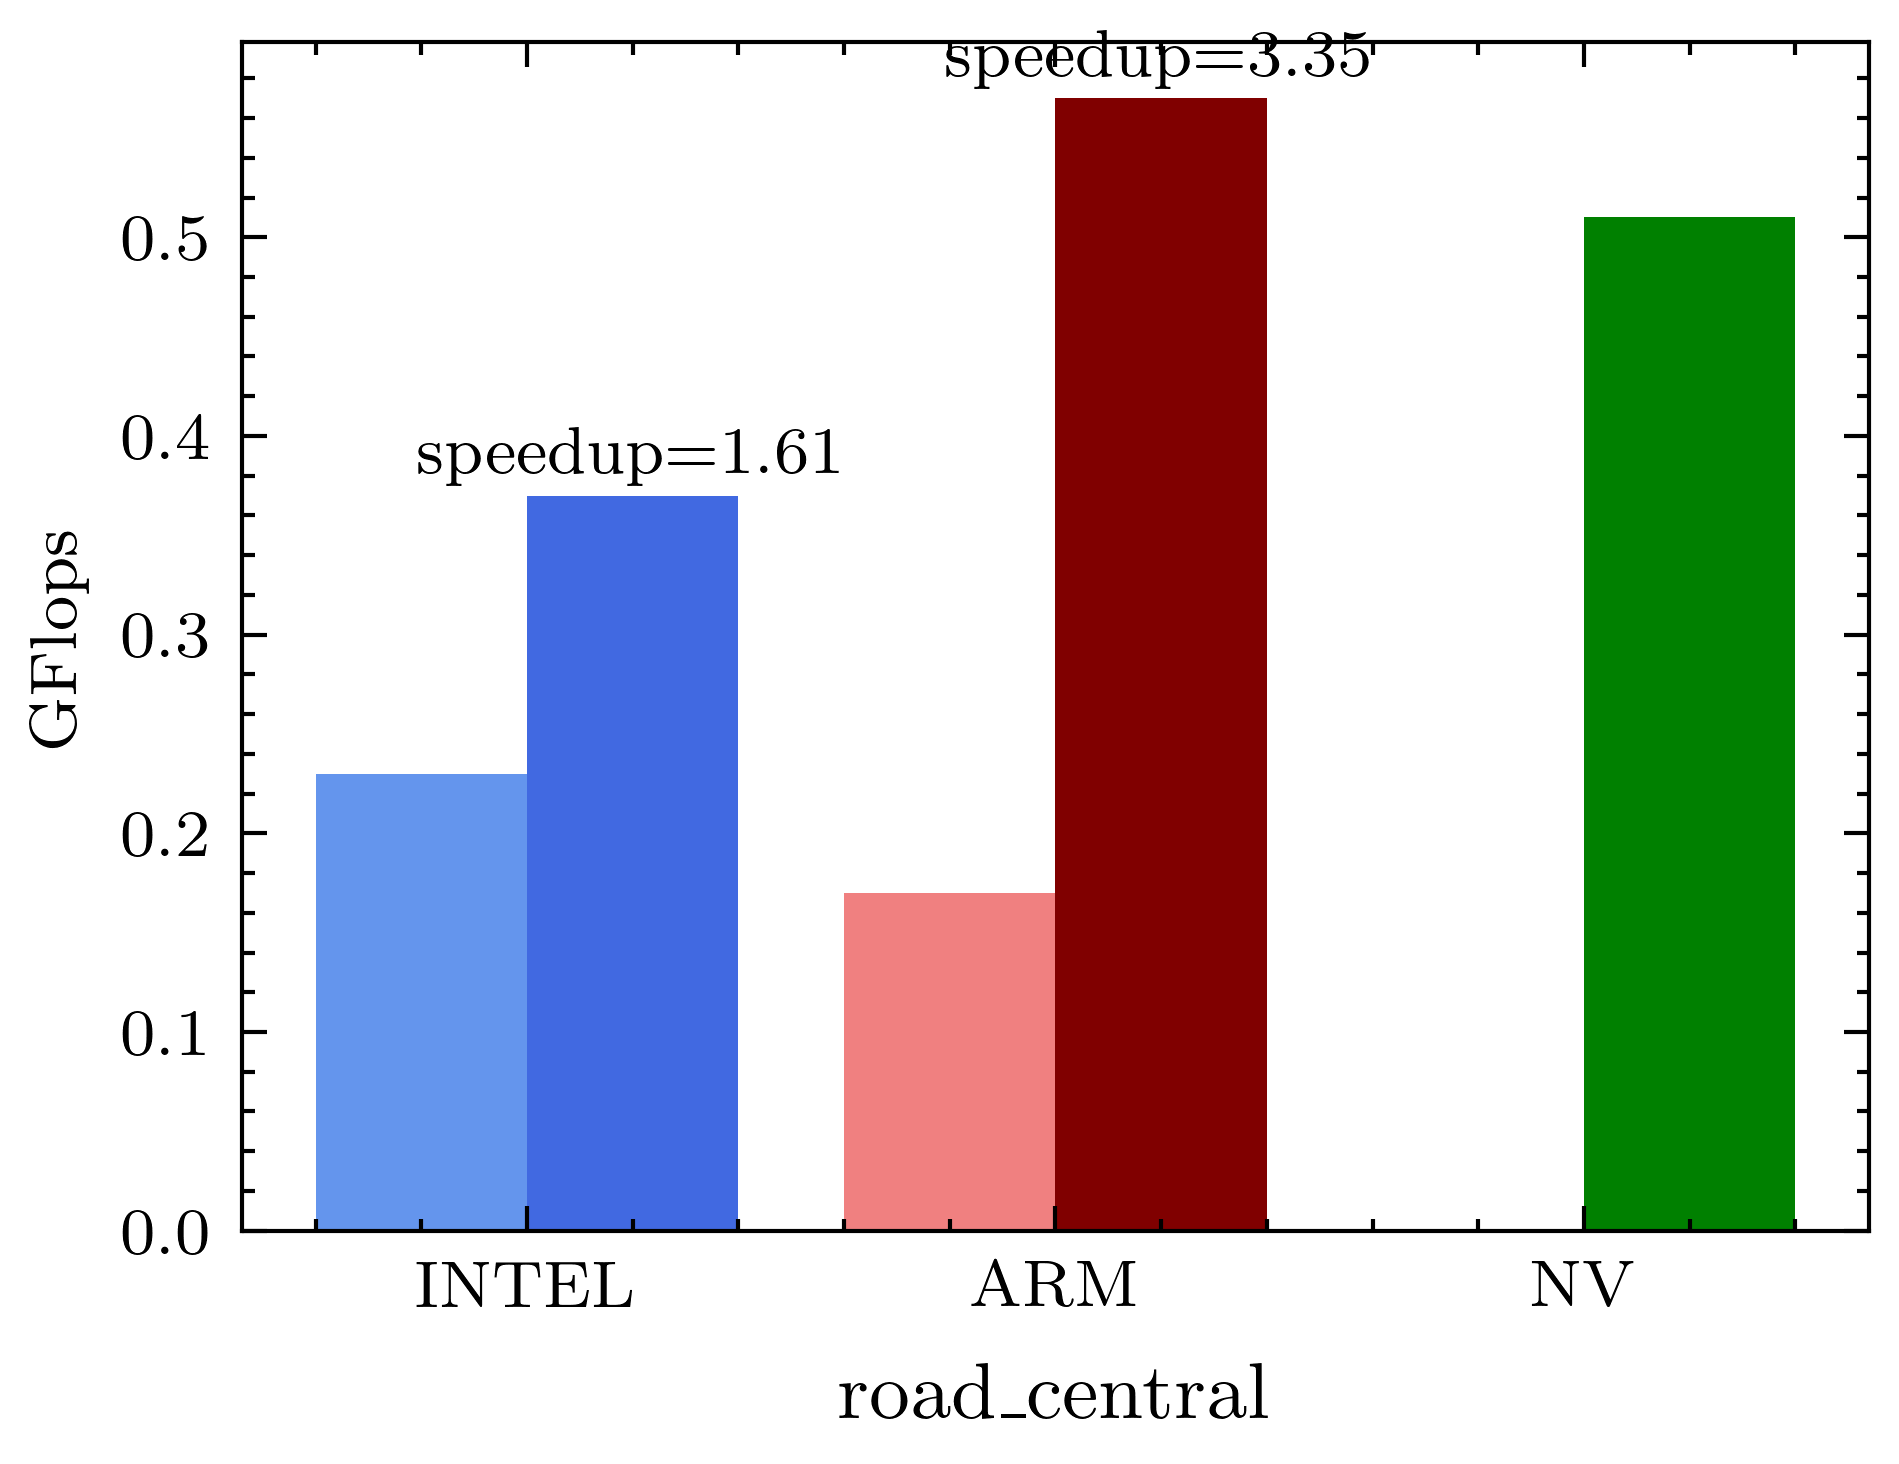 speedup=3.35
speedup=1.61
GFlops
0.5
0.4
0.3
0.2
0.1
0.0
INTEL ARM NV
road_central